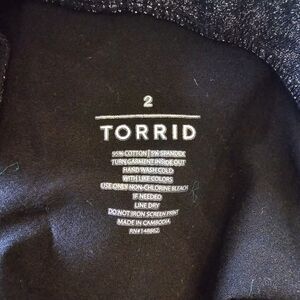 2
TORRID
95% COTTON | 5% SPANDEX
TURN GARMENT INSIDE OUT
HAND WASH COLD
WITH LIKE COLORS
USE ONLY NON-CHLORINE BLEACH
IF NEEDED
LINE DRY
DO NOT IRON SCREEN PRINT
MADE IN CAMBODIA
RN#148862